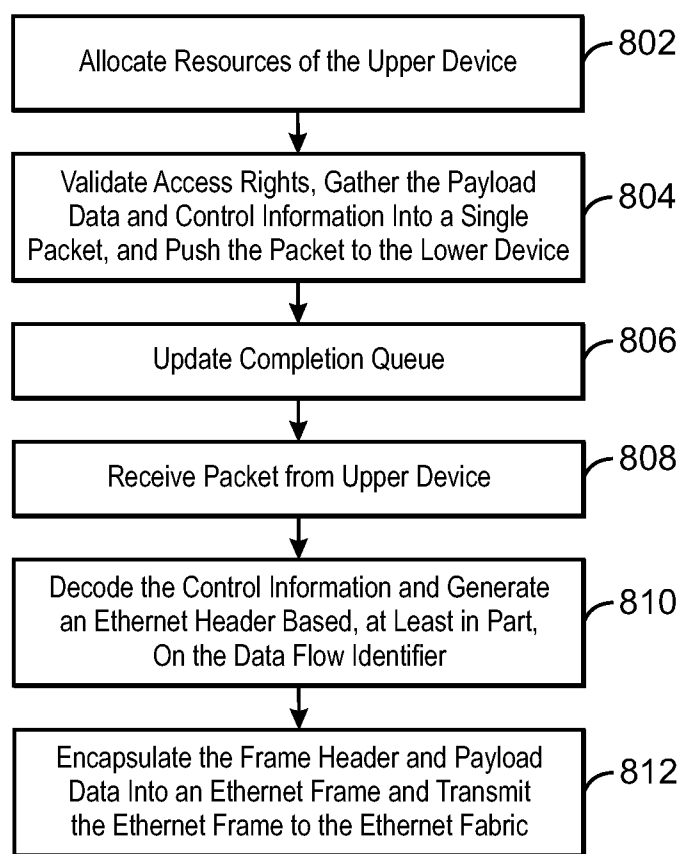 Allocate Resources of the Upper Device
802
Validate Access Rights, Gather the Payload
Data and Control Information Into a Single
Packet, and Push the Packet to the Lower Device
804
Update Completion Queue
806
Receive Packet from Upper Device
808
Decode the Control Information and Generate
an Ethernet Header Based, at Least in Part,
On the Data Flow Identifier
810
Encapsulate the Frame Header and Payload
Data Into an Ethernet Frame and Transmit
the Ethernet Frame to the Ethernet Fabric
812